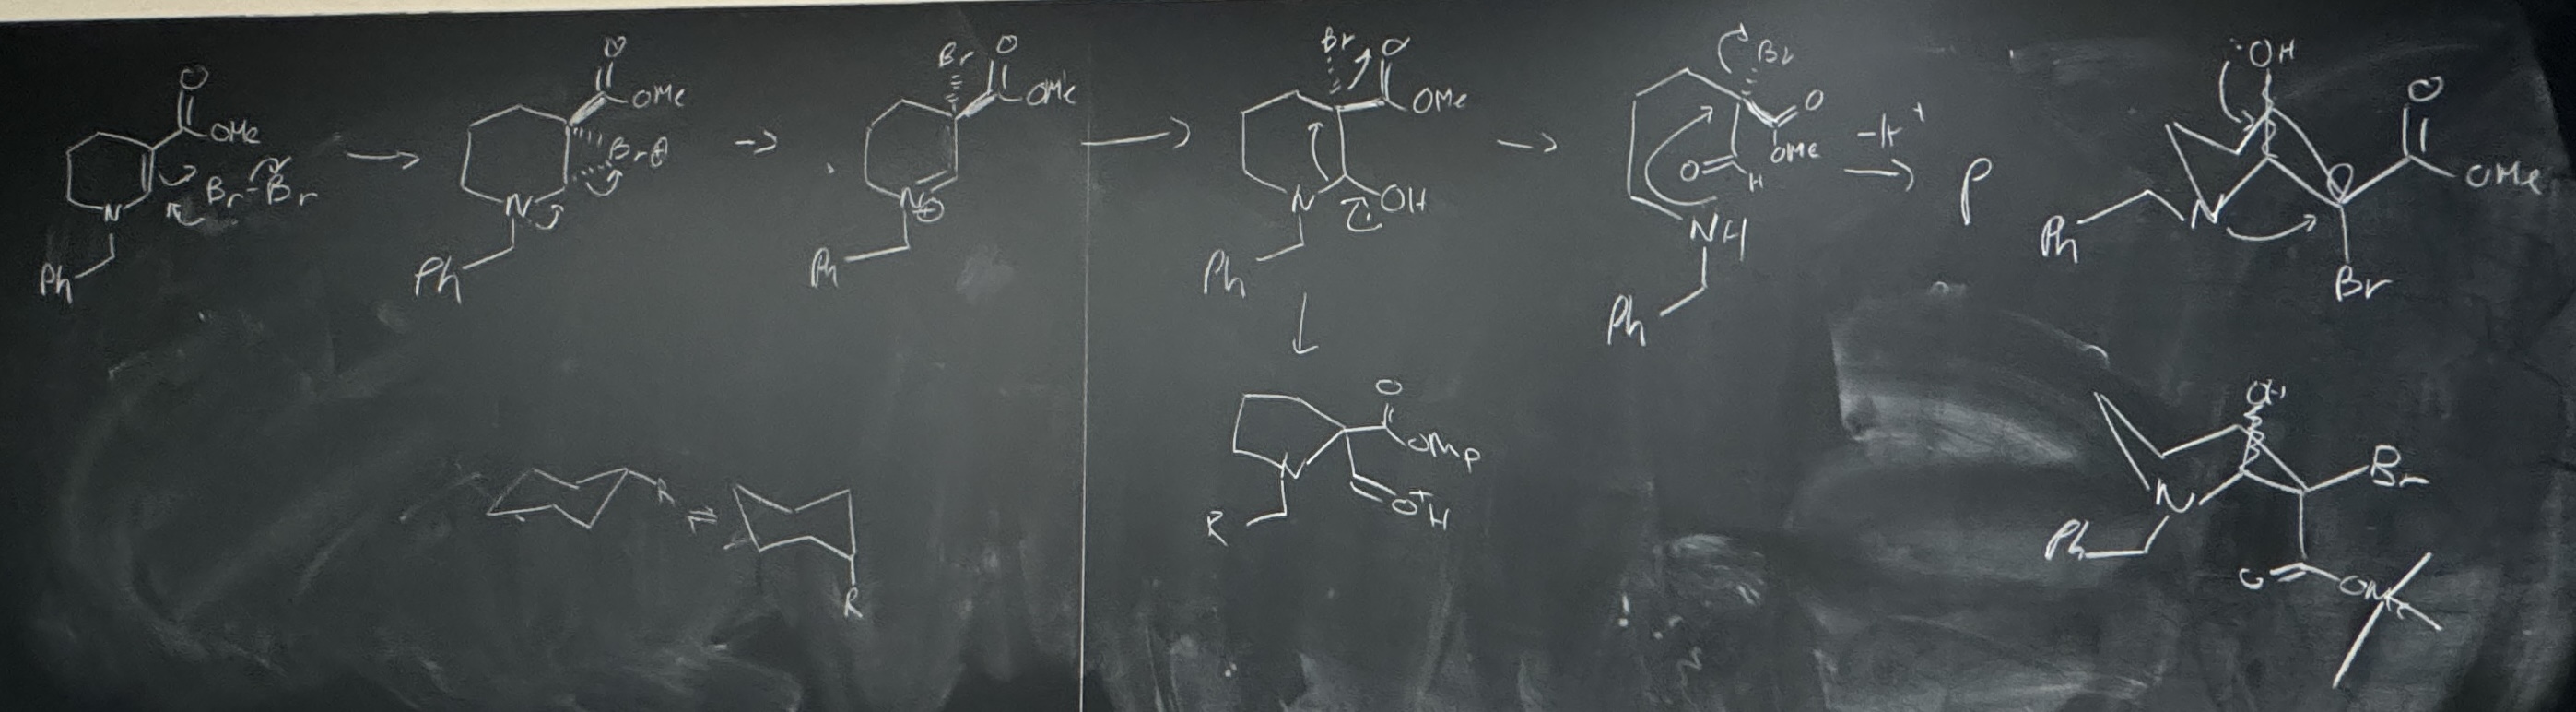 O
OMe
Br-Br
N
Ph
O
OMe
Br⊕
N
Ph
Br O
OMe
N
⊕
Ph
Br O
OMe
N OH
Ph
Br
O
OMe
O H
NH
Ph
-H+
P
:OH
O
OMe
N
Ph
Br
R
⇌
R
O
OMe
N
O+H
R
OH
Br
N
Ph
O OMe